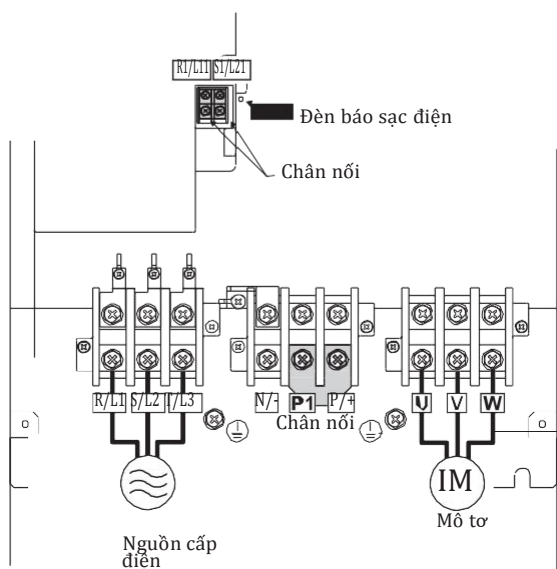 R1/L11 S1/L21
Đèn báo sạc điện
Chân nối
R/L1 S/L2 T/L3
N/- P1 P/+
U V W
Chân nối
IM
Mô tơ
Nguồn cấp
điện